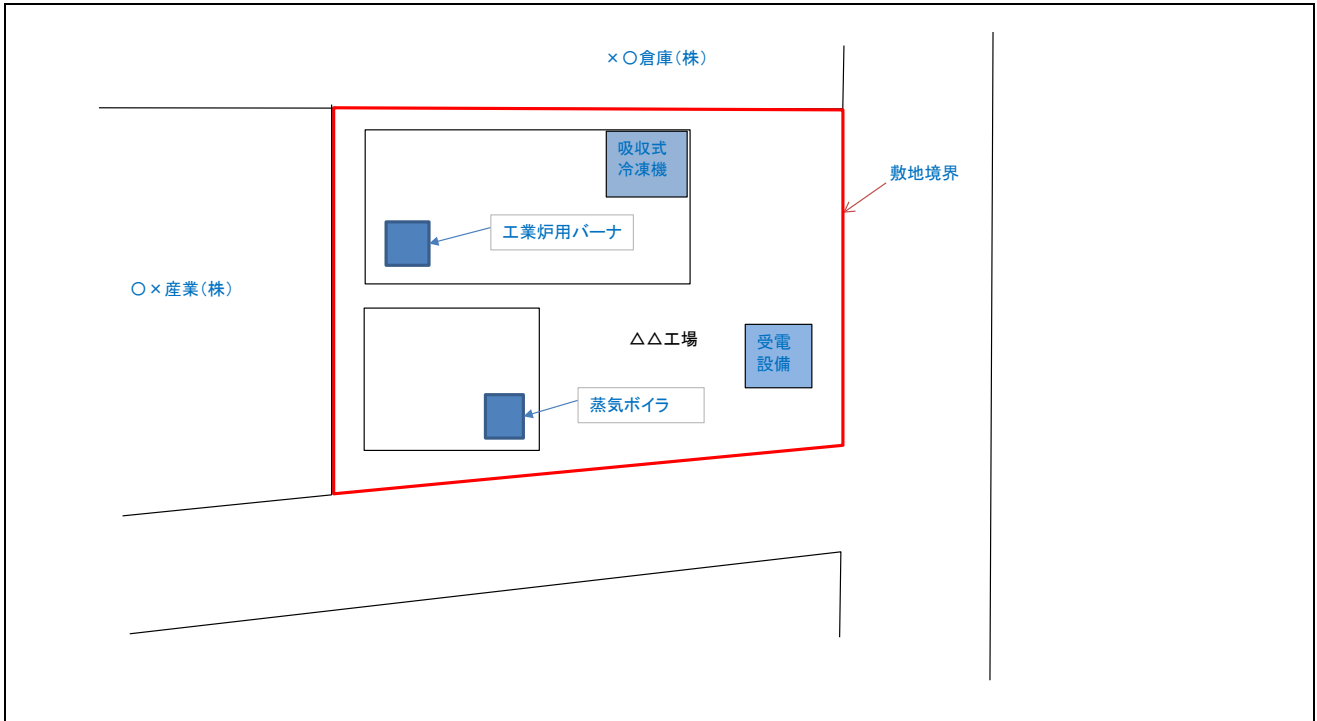 ×○倉庫(株)
吸収式
冷凍機
敷地境界
工業炉用バーナ
○×産業(株)
△△工場
受電
設備
蒸気ボイラ